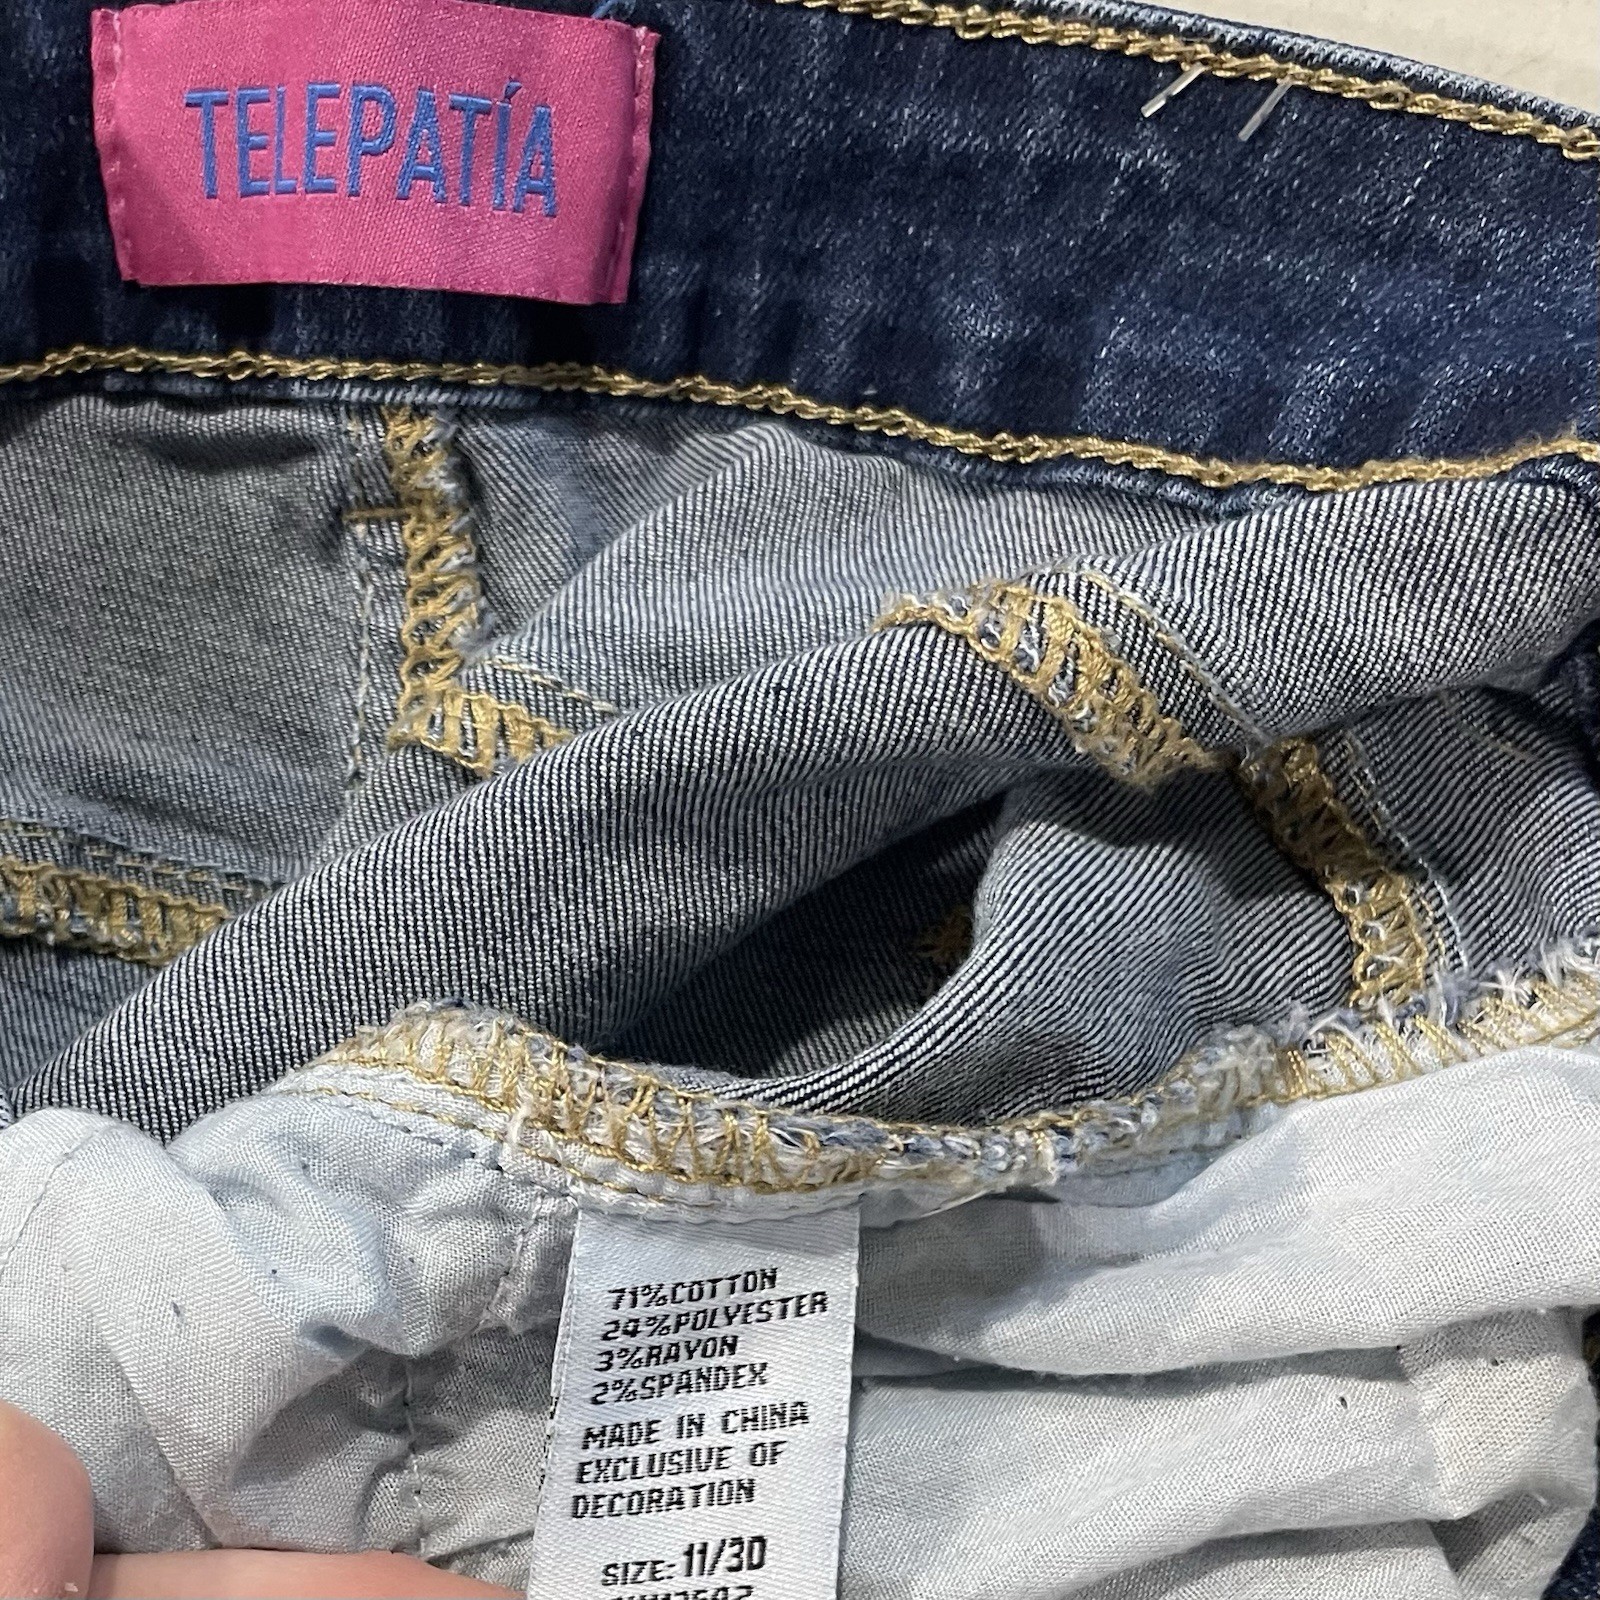 TELEPATÍA
71%COTTON
24%POLYESTER
3%RAYON
2%SPANDEX
MADE IN CHINA
EXCLUSIVE OF
DECORATION
SIZE: 11/30